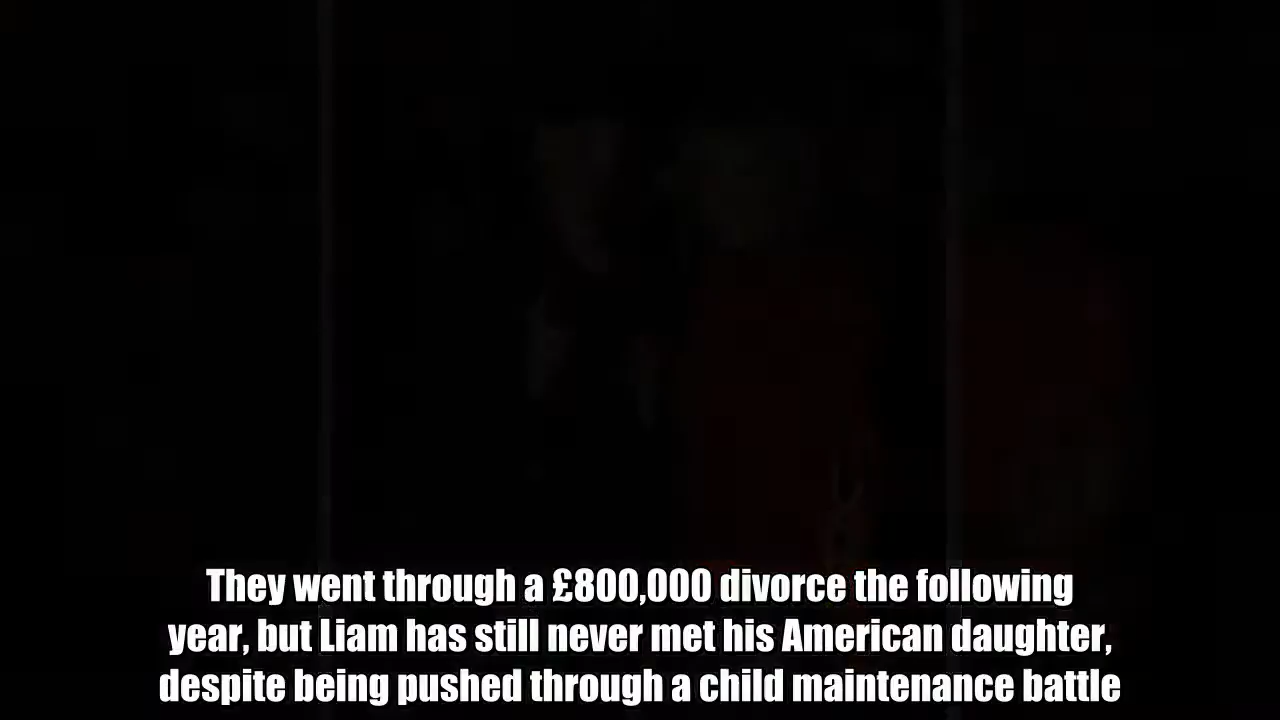 They went through a £800,000 divorce the following
year, but Liam has still never met his American daughter,
despite being pushed through a child maintenance battle